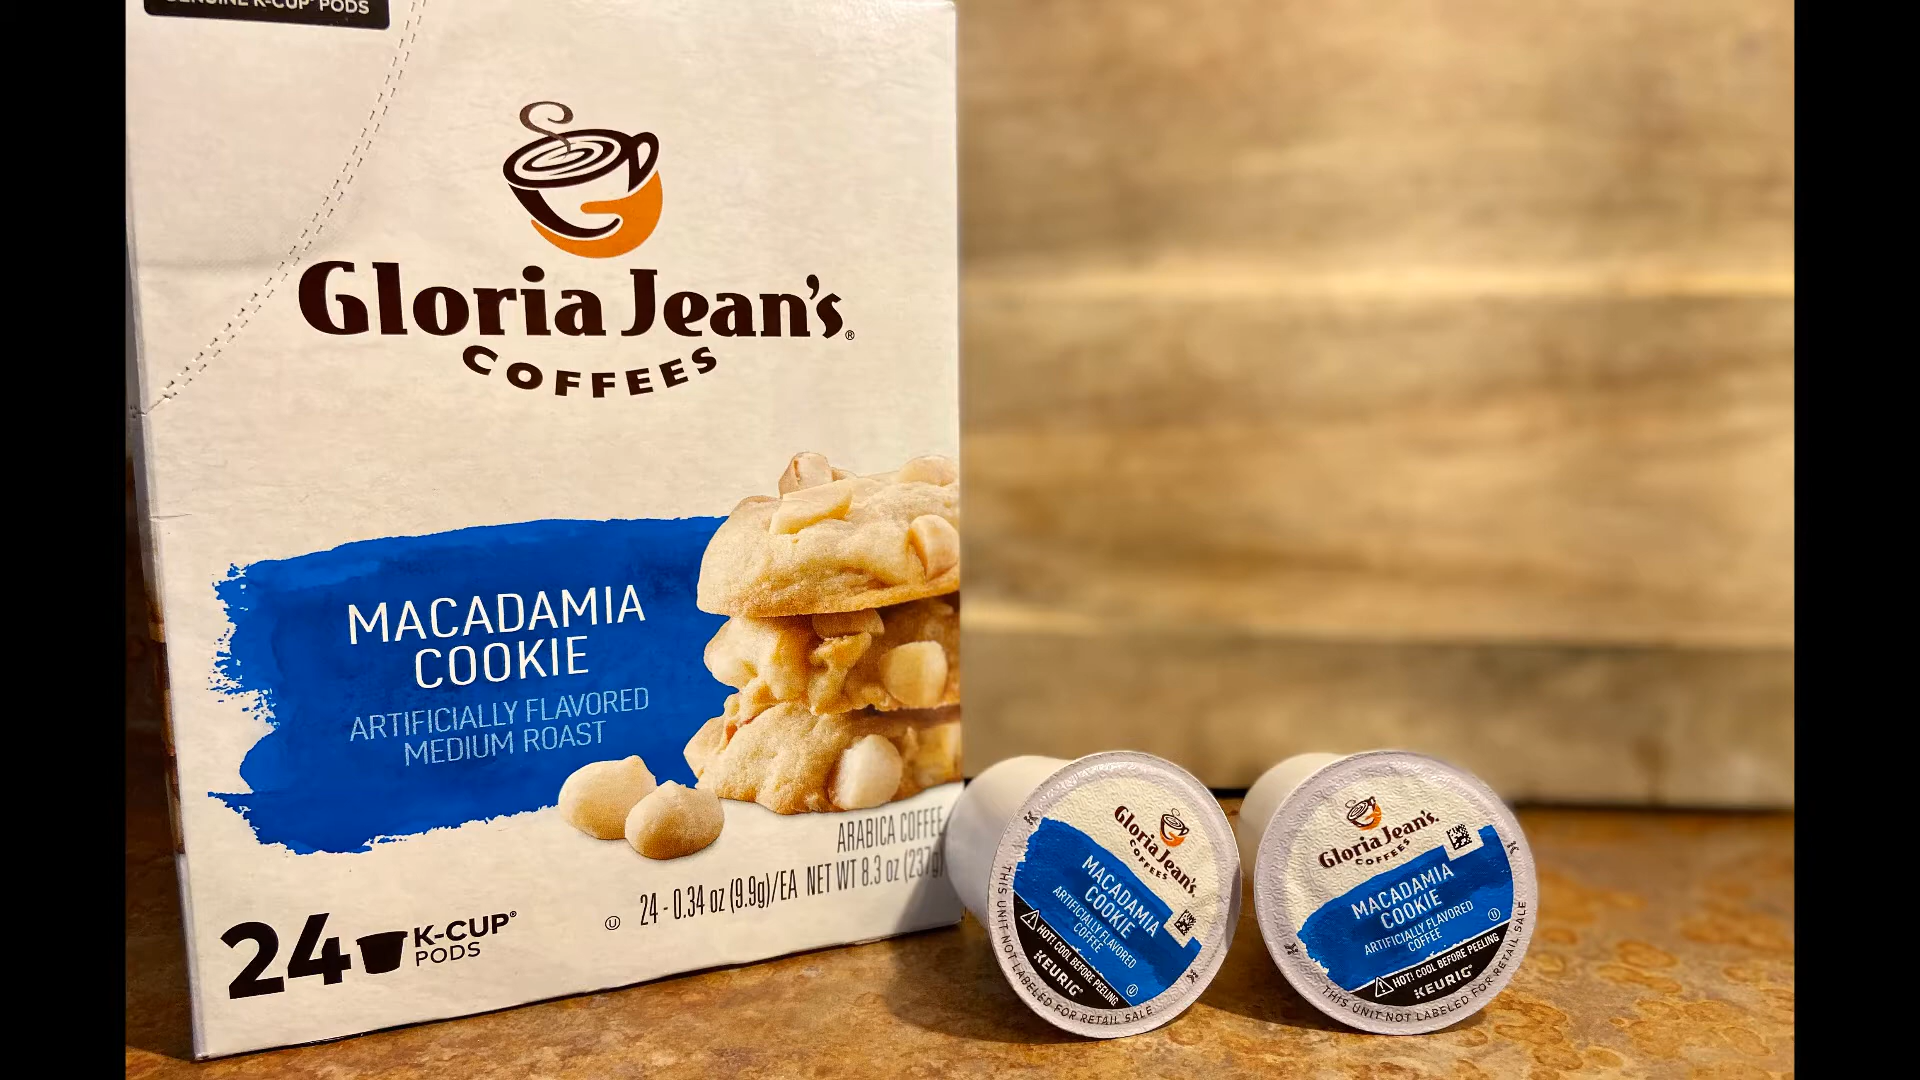 GENUINE K-CUP® PODS
Gloria Jean's®
COFFEES
MACADAMIA
COOKIE
ARTIFICIALLY FLAVORED
MEDIUM ROAST
ARABICA COFFEE
24 - 0.34 oz (9.9g)/EA NET WT 8.3 oz (237g)
24 K-CUP®
PODS
Gloria Jean's.
COFFEES
MACADAMIA
COOKIE
ARTIFICIALLY FLAVORED
COFFEE
HOT! COOL BEFORE PEELING
KEURIG®
THIS UNIT NOT LABELED FOR RETAIL SALE
Gloria Jean's.
COFFEES
MACADAMIA
COOKIE
ARTIFICIALLY FLAVORED
COFFEE
HOT! COOL BEFORE PEELING
KEURIG®
THIS UNIT NOT LABELED FOR RETAIL SALE